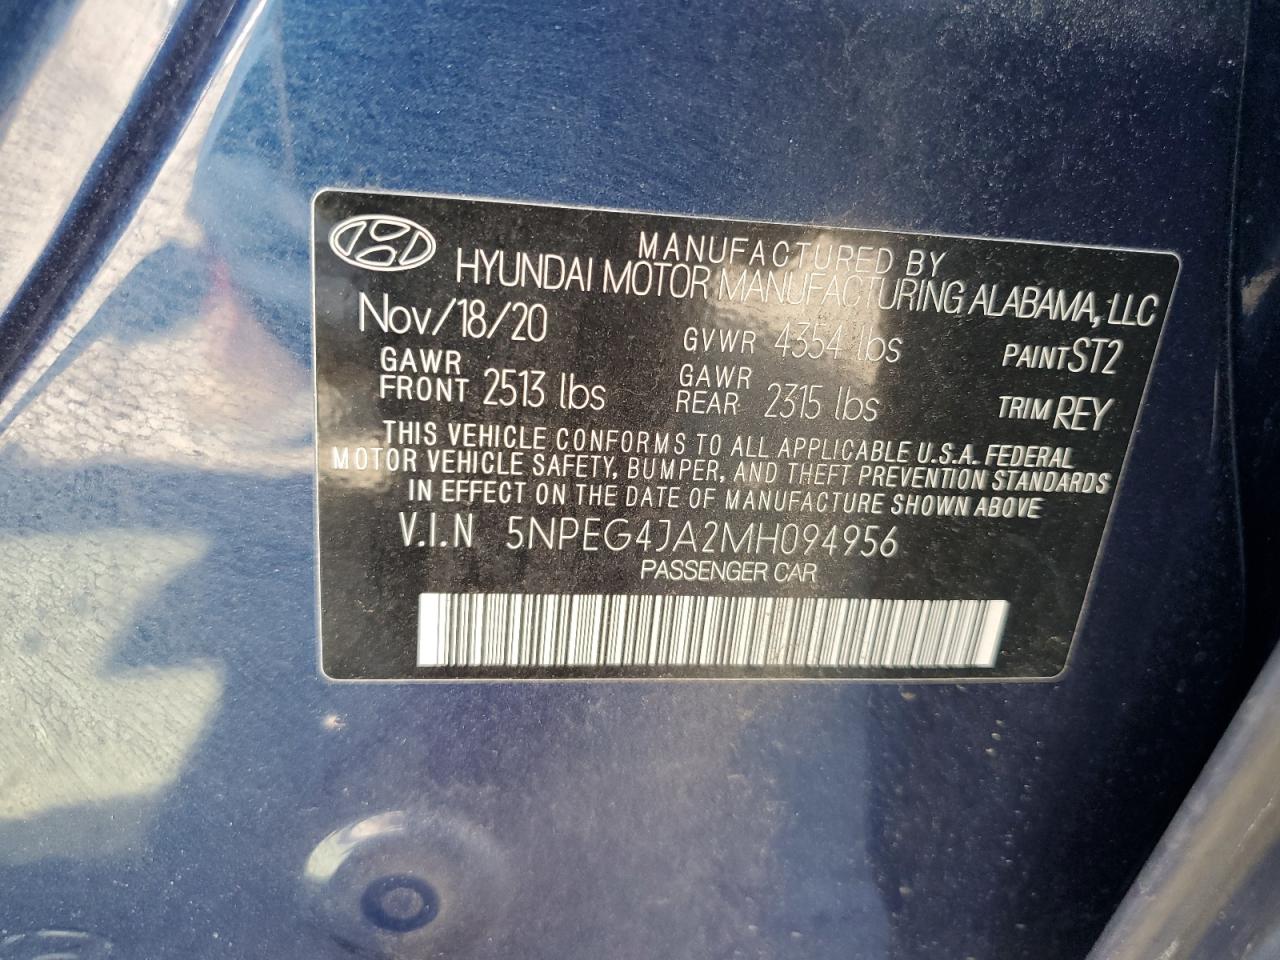 MANUFACTURED BY
HYUNDAI MOTOR MANUFACTURING ALABAMA, LLC
Nov/18/20 GVWR 4354 lbs PAINT ST2
GAWR FRONT 2513 lbs GAWR REAR 2315 lbs TRIM REY
THIS VEHICLE CONFORMS TO ALL APPLICABLE U.S.A. FEDERAL
MOTOR VEHICLE SAFETY, BUMPER, AND THEFT PREVENTION STANDARDS
IN EFFECT ON THE DATE OF MANUFACTURE SHOWN ABOVE
V.I.N 5NPEG4JA2MH094956
PASSENGER CAR